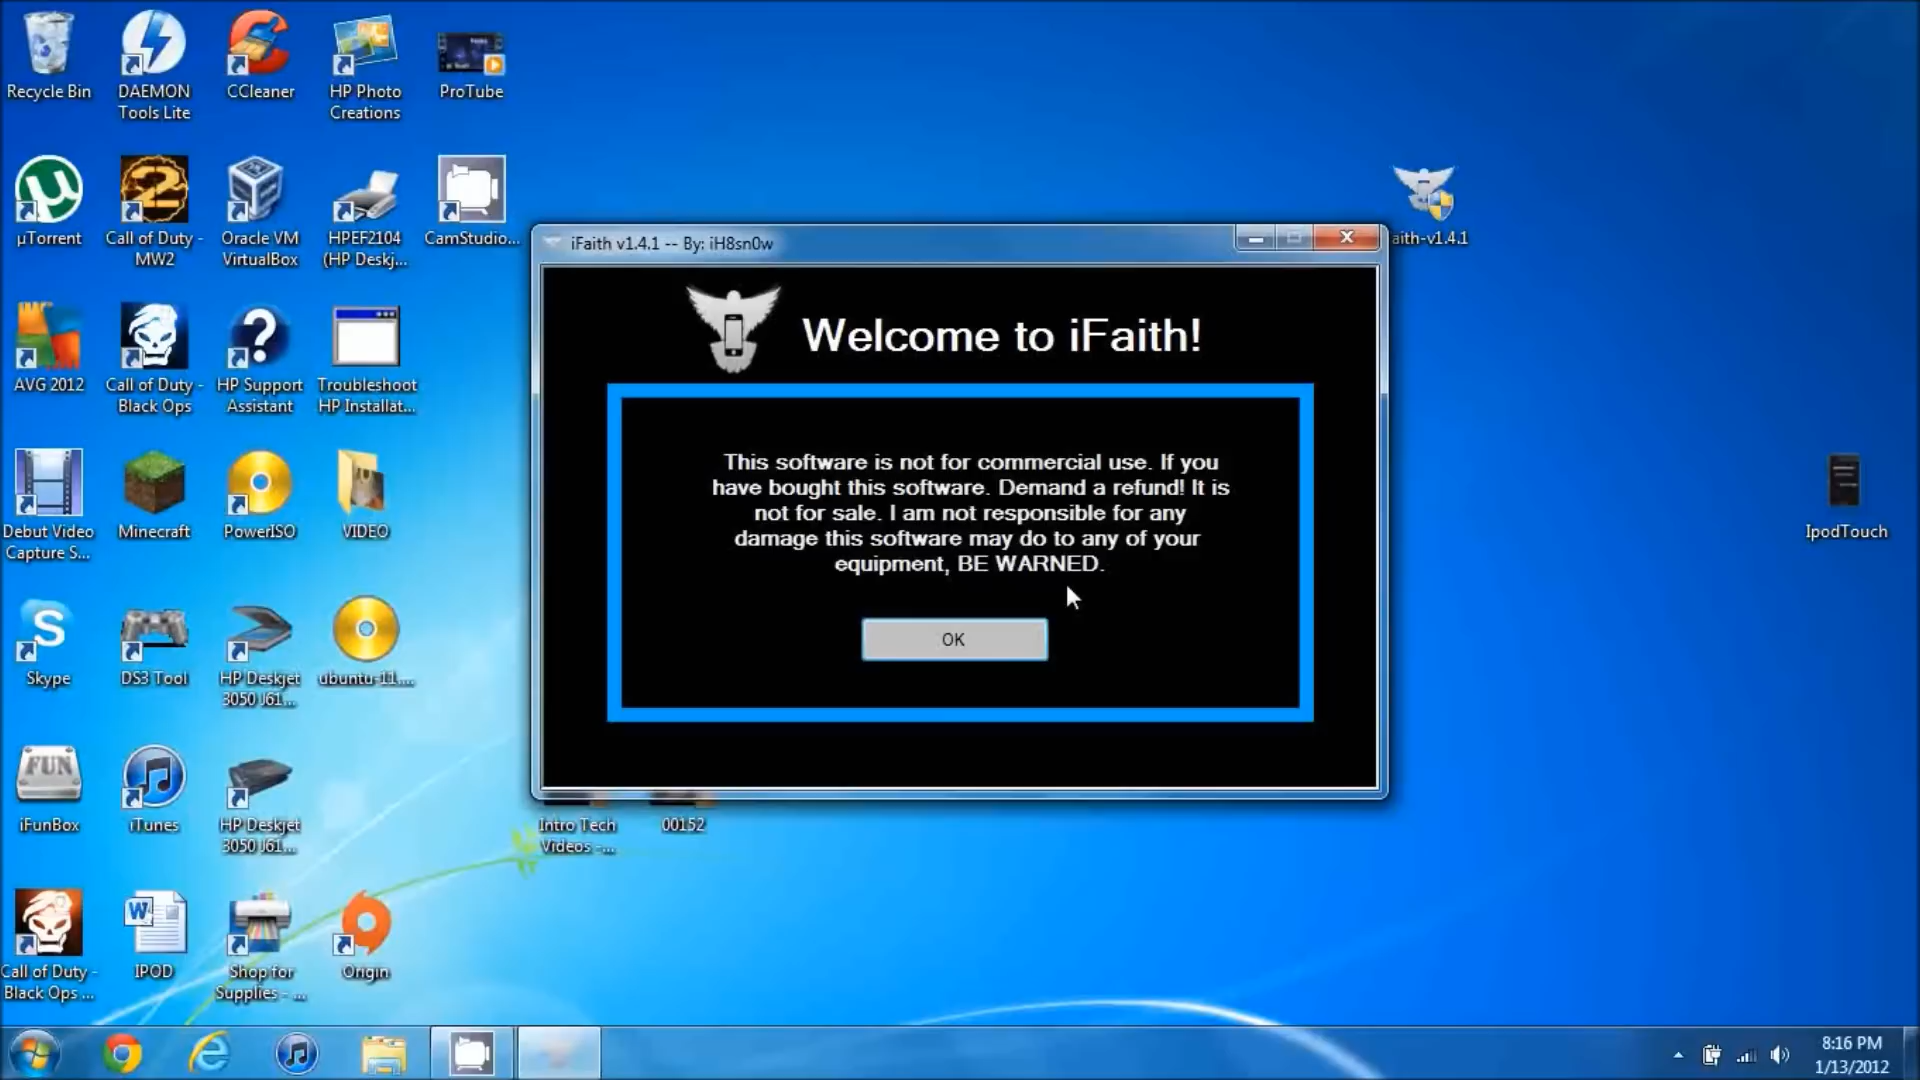 Recycle Bin
DAEMON
Tools Lite
CCleaner
HP Photo
Creations
ProTube
µTorrent
Call of Duty -
MW2
Oracle VM
VirtualBox
HPEF2104
(HP Deskj...
CamStudio...
aith-v1.4.1
iFaith v1.4.1 -- By: iH8sn0w
Welcome to iFaith!
This software is not for commercial use. If you
have bought this software. Demand a refund! It is
not for sale. I am not responsible for any
damage this software may do to any of your
equipment, BE WARNED.
OK
AVG 2012
Call of Duty -
Black Ops
HP Support
Assistant
Troubleshoot
HP Installat...
Debut Video
Capture S...
Minecraft
PowerISO
VIDEO
IpodTouch
Skype
DS3 Tool
HP Deskjet
3050 J61...
ubuntu-11....
FUN
iFunBox
iTunes
HP Deskjet
3050 J61...
Intro Tech
Videos -...
00152
Call of Duty -
Black Ops ...
IPOD
Shop for
Supplies - ...
Origin
8:16 PM
1/13/2012